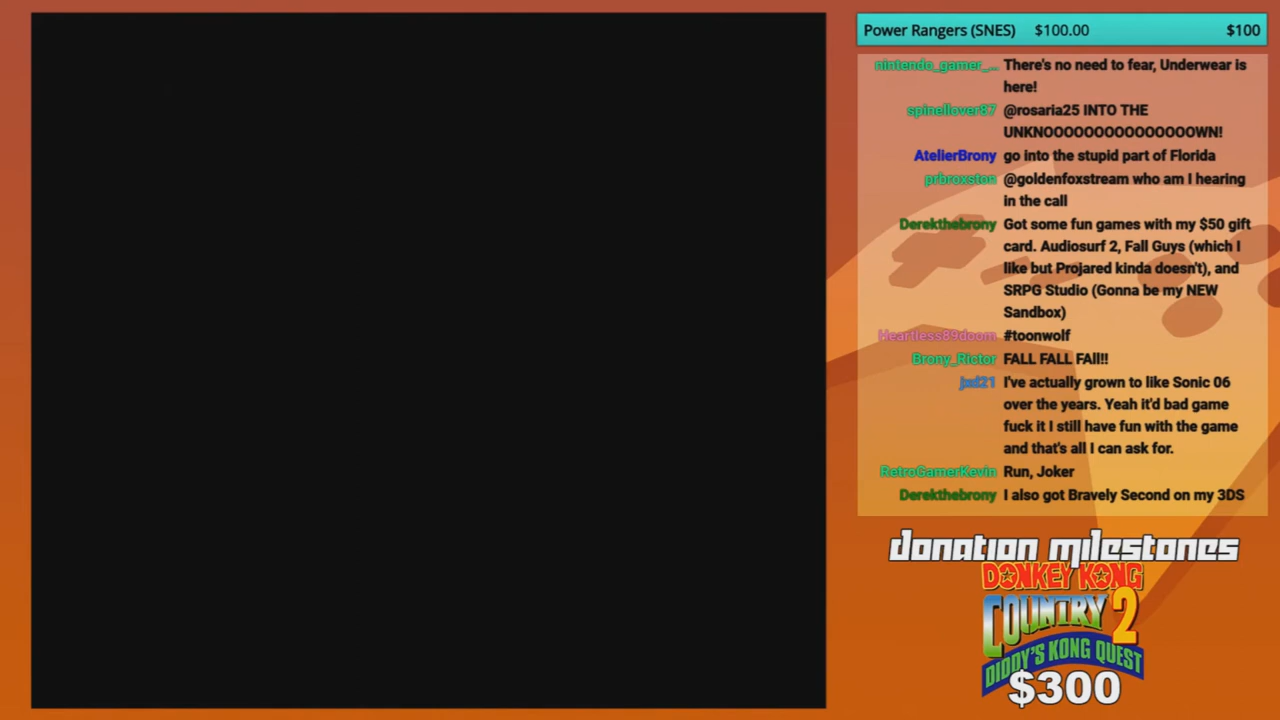 Power Rangers (SNES) $100.00 $100
nintendo_gamer_... There's no need to fear, Underwear is
here!
spinellover87 @rosaria25 INTO THE
UNKNOOOOOOOOOOOOOOOWN!
AtelierBrony go into the stupid part of Florida
prbroxston @goldenfoxstream who am I hearing
in the call
Derekthebrony Got some fun games with my $50 gift
card. Audiosurf 2, Fall Guys (which I
like but Projared kinda doesn't), and
SRPG Studio (Gonna be my NEW
Sandbox)
Heartless89doom #toonwolf
Brony_Rictor FALL FALL FAll!!
jxd21 I've actually grown to like Sonic 06
over the years. Yeah it'd bad game
fuck it I still have fun with the game
and that's all I can ask for.
RetroGamerKevin Run, Joker
Derekthebrony I also got Bravely Second on my 3DS
donation milestones
DONKEY KONG
COUNTRY 2
DIDDY'S KONG QUEST
$300